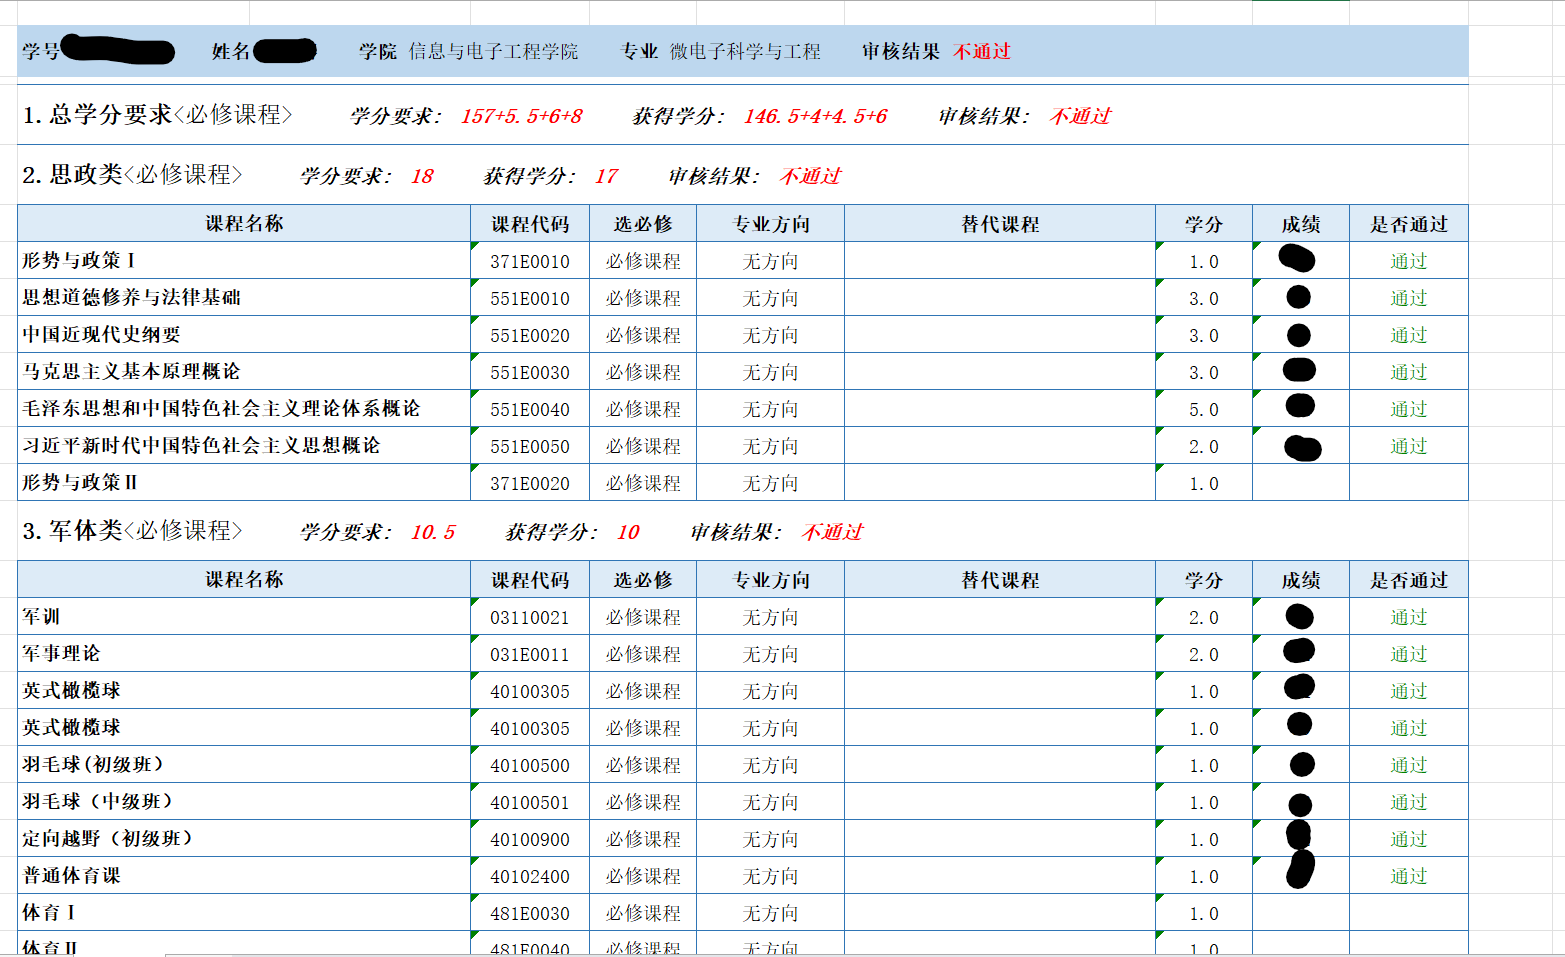 学号 姓名 学院 信息与电子工程学院 专业 微电子科学与工程 审核结果 不通过
1.总学分要求<必修课程> 学分要求： 157+5.5+6+8 获得学分： 146.5+4+4.5+6 审核结果： 不通过
2.思政类<必修课程> 学分要求： 18 获得学分： 17 审核结果： 不通过
课程名称 课程代码 选必修 专业方向 替代课程 学分 成绩 是否通过
形势与政策Ⅰ 371E0010 必修课程 无方向 1.0 通过
思想道德修养与法律基础 551E0010 必修课程 无方向 3.0 通过
中国近现代史纲要 551E0020 必修课程 无方向 3.0 通过
马克思主义基本原理概论 551E0030 必修课程 无方向 3.0 通过
毛泽东思想和中国特色社会主义理论体系概论 551E0040 必修课程 无方向 5.0 通过
习近平新时代中国特色社会主义思想概论 551E0050 必修课程 无方向 2.0 通过
形势与政策Ⅱ 371E0020 必修课程 无方向 1.0
3.军体类<必修课程> 学分要求： 10.5 获得学分： 10 审核结果： 不通过
课程名称 课程代码 选必修 专业方向 替代课程 学分 成绩 是否通过
军训 03110021 必修课程 无方向 2.0 通过
军事理论 031E0011 必修课程 无方向 2.0 通过
英式橄榄球 40100305 必修课程 无方向 1.0 通过
英式橄榄球 40100305 必修课程 无方向 1.0 通过
羽毛球(初级班） 40100500 必修课程 无方向 1.0 通过
羽毛球（中级班） 40100501 必修课程 无方向 1.0 通过
定向越野（初级班） 40100900 必修课程 无方向 1.0 通过
普通体育课 40102400 必修课程 无方向 1.0 通过
体育Ⅰ 481E0030 必修课程 无方向 1.0
体育Ⅱ 481E0040 必修课程 无方向 1.0